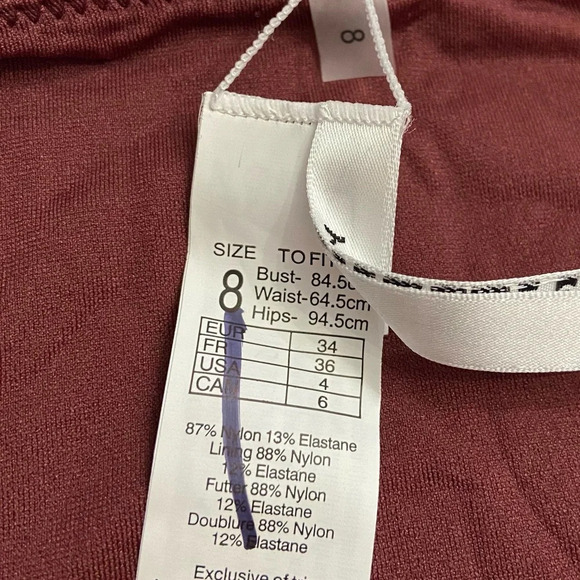 8
SIZE TO FIT
8 Bust- 84.5c
Waist-64.5cm
Hips- 94.5cm
EUR 34
FR 36
USA 4
CAN 6
87% Nylon 13% Elastane
Lining 88% Nylon
12% Elastane
Futter 88% Nylon
12% Elastane
Doublure 88% Nylon
12% Elastane
Exclusive of tri